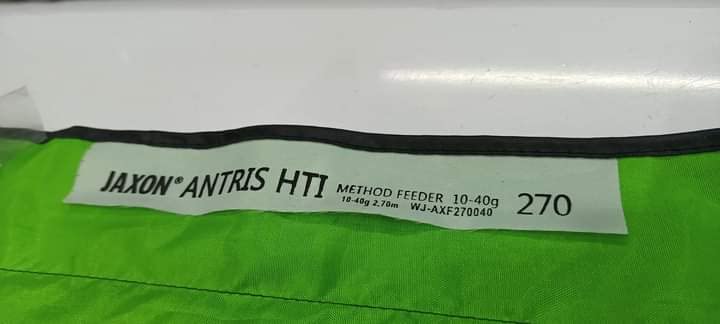 JAXON® ANTRIS HTI METHOD FEEDER 10-40g 270
10-40g 2,70m WJ-AXF270040